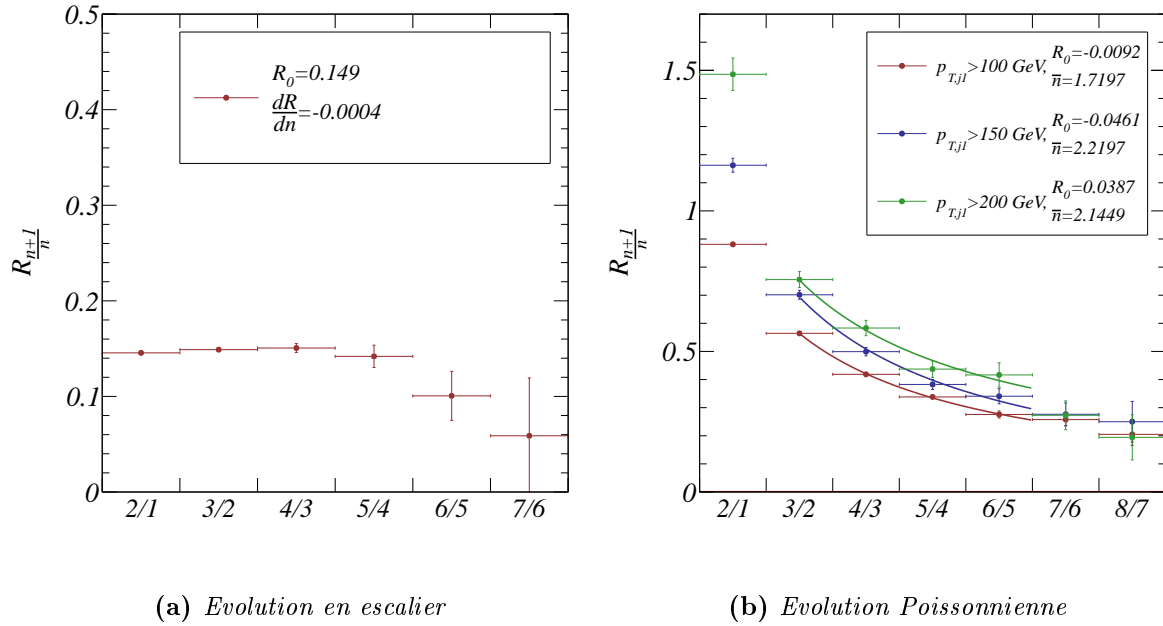 0.5
0.4
0.3
0.2
0.1
0
R_{\frac{n+1}{n}}
R_0=0.149
\frac{dR}{dn}=-0.0004
2/1 3/2 4/3 5/4 6/5 7/6
(a) Evolution en escalier
1.5
1
0.5
0
R_{\frac{n+1}{n}}
p_{T,j1}>100 GeV, R_0=-0.0092
n̅=1.7197
p_{T,j1}>150 GeV, R_0=-0.0461
n̅=2.2197
p_{T,j1}>200 GeV, R_0=0.0387
n̅=2.1449
2/1 3/2 4/3 5/4 6/5 7/6 8/7
(b) Evolution Poissonnienne